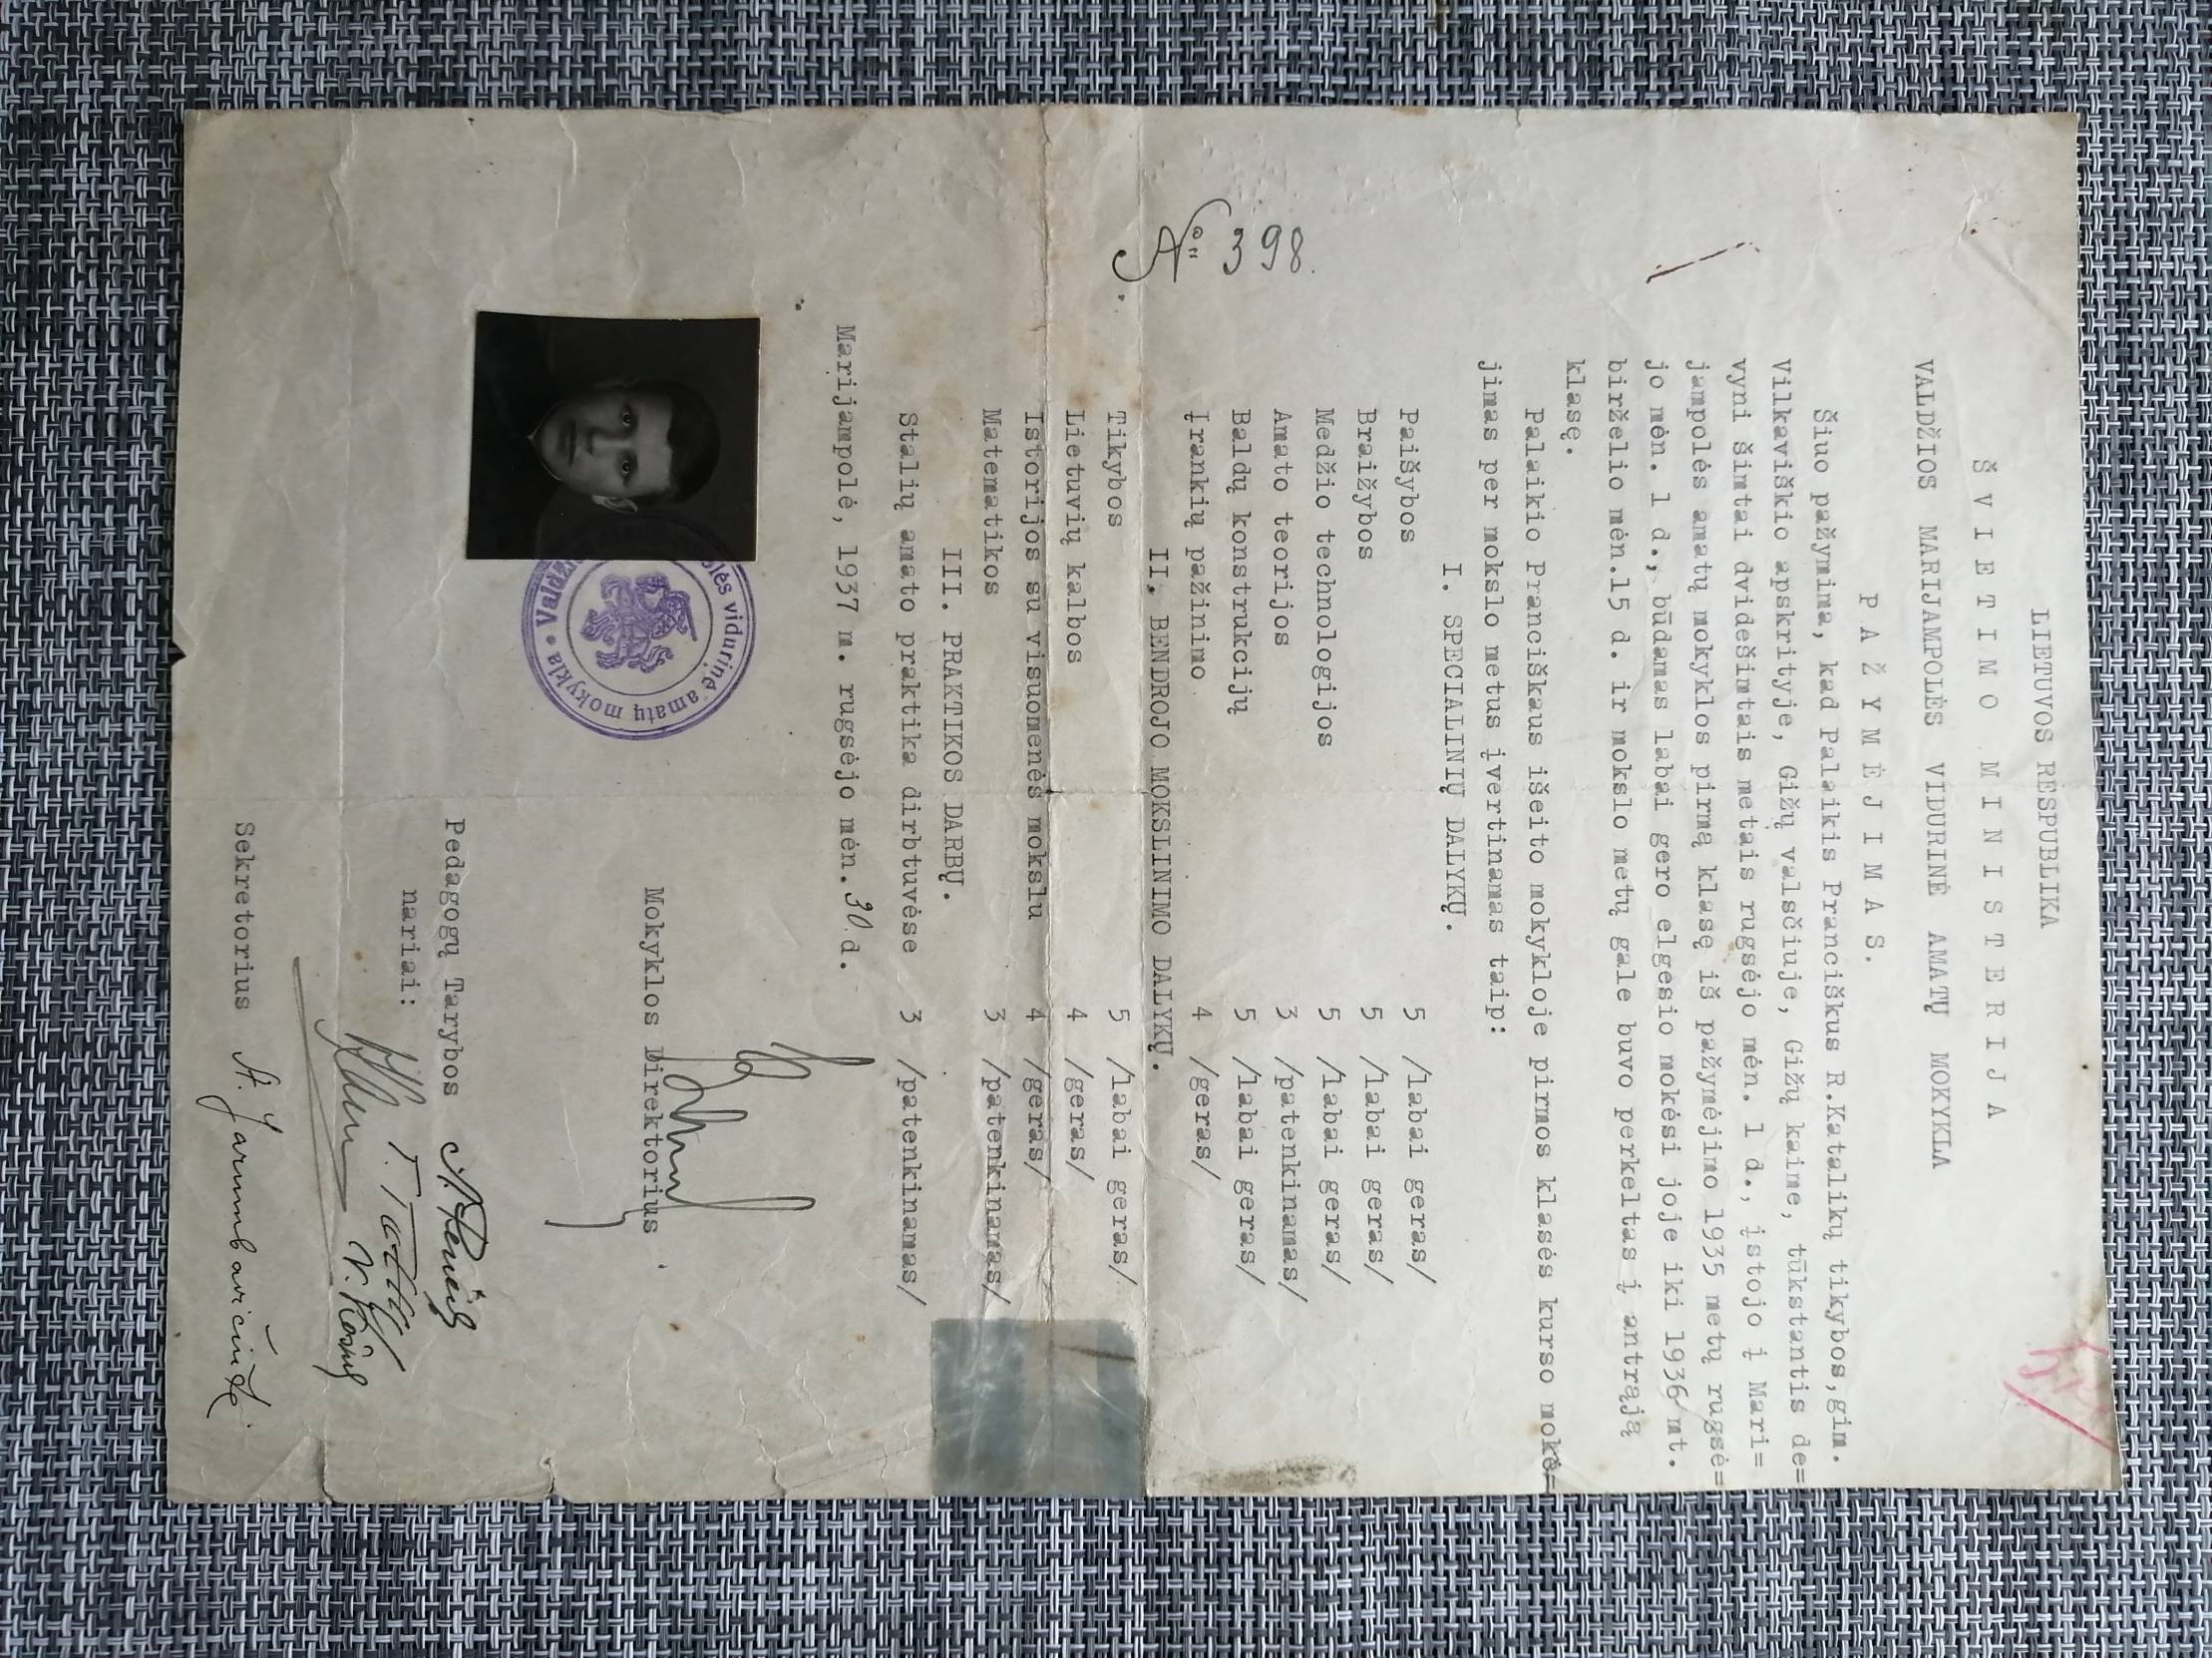 LIETUVOS RESPUBLIKA
ŠVIETIMO MINISTERIJA
VALDŽIOS MARIJAMPOLĖS VIDURINĖ AMATŲ MOKYKLA
PAŽYMĖJIMAS.
Šiuo pažymima, kad Palaikis Pranciškus R.Katalikų tikybos,gim.
Vilkaviškio apskrityje, Gižų valsčiuje, Gižų kaime, tūkstantis de=
vyni šimtai dvidešimtais metais rugsėjo mėn. 1 d., įstojo į Mari=
jampolės amatų mokyklos pirmą klasę iš pažymėjimo 1935 metų rugsė=
jo mėn. 1 d., būdamas labai gero elgesio mokėsi joje iki 1936 mt.
birželio mėn.15 d. ir mokslo metų gale buvo perkeltas į antrąją
klasę.
Palaikio Pranciškaus išeito mokykloje pirmos klasės kurso mokė=
jimas per mokslo metus įvertinamas taip:
I. SPECIALINIŲ DALYKŲ.
Paišybos 5 /labai geras/
Braižybos 5 /labai geras/
Medžio technologijos 5 /labai geras/
Amato teorijos 3 /patenkinamas/
Baldų konstrukcijų 5 /labai geras/
Įrankių pažinimo 4 /geras/
№ 398.
II. BENDROJO MOKSLINIMO DALYKŲ.
Tikybos 5 /labai geras/
Lietuvių kalbos 4 /geras/
Istorijos su visuomenės mokslu 4 /geras/
Matematikos 3 /patenkinamas/
III. PRAKTIKOS DARBŲ.
Stalių amato praktika dirbtuvėse 3 /patenkinamas/
Marijampolė, 1937 m. rugsėjo mėn. 30 d.
Mokyklos Direktorius
vidurinė amatų mokykla • Valdži
Pedagogų Tarybos
nariai:
Sekretorius A. Jarumbavičiutė